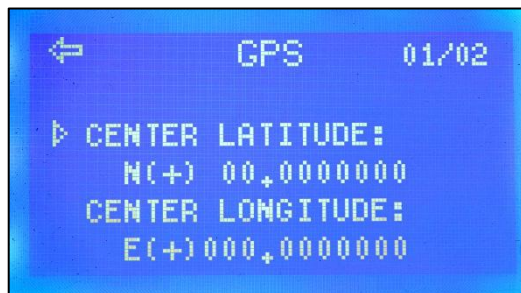 GPS 01/02
CENTER LATITUDE:
N(+) 00.0000000
CENTER LONGITUDE:
E(+)000.0000000